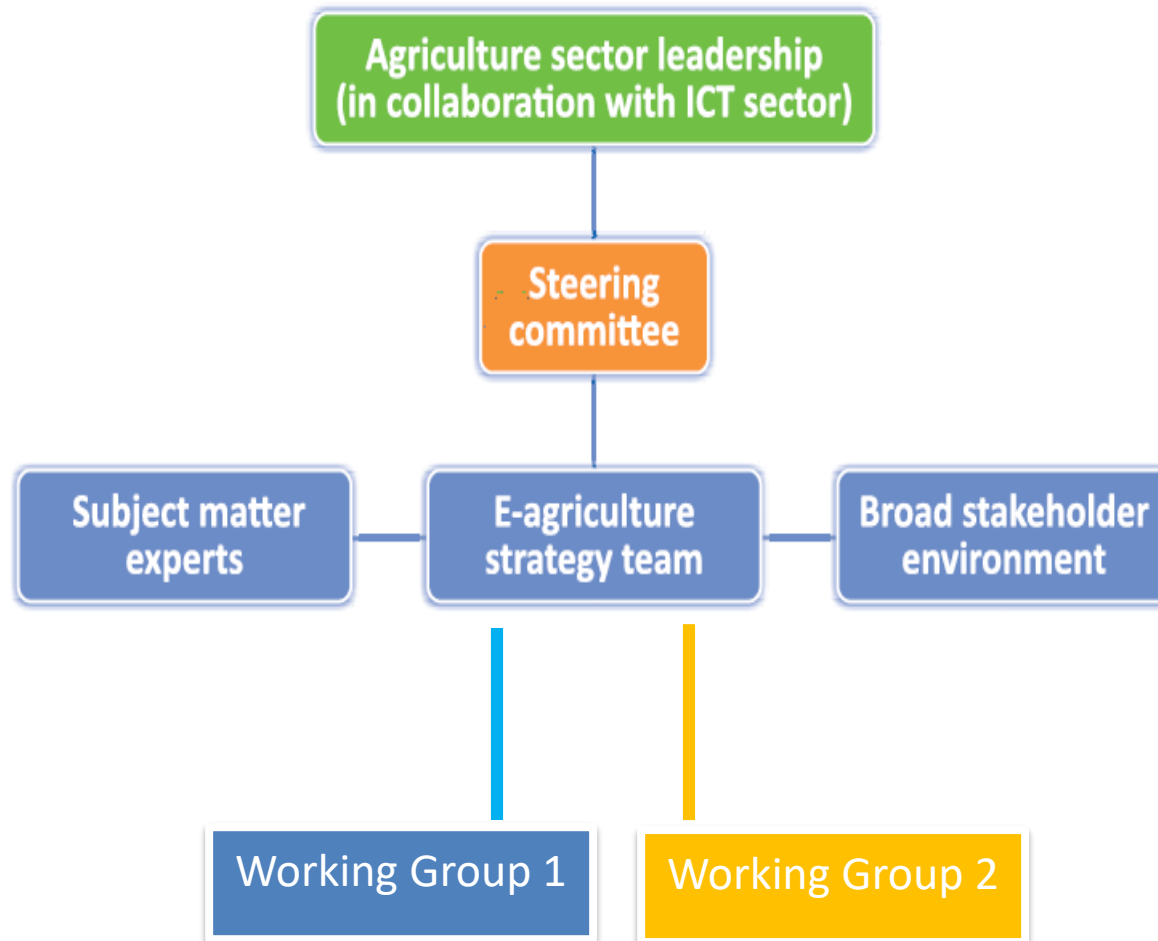 Agriculture sector leadership
(in collaboration with ICT sector)
Steering
committee
Subject matter
experts
E-agriculture
strategy team
Broad stakeholder
environment
Working Group 1
Working Group 2